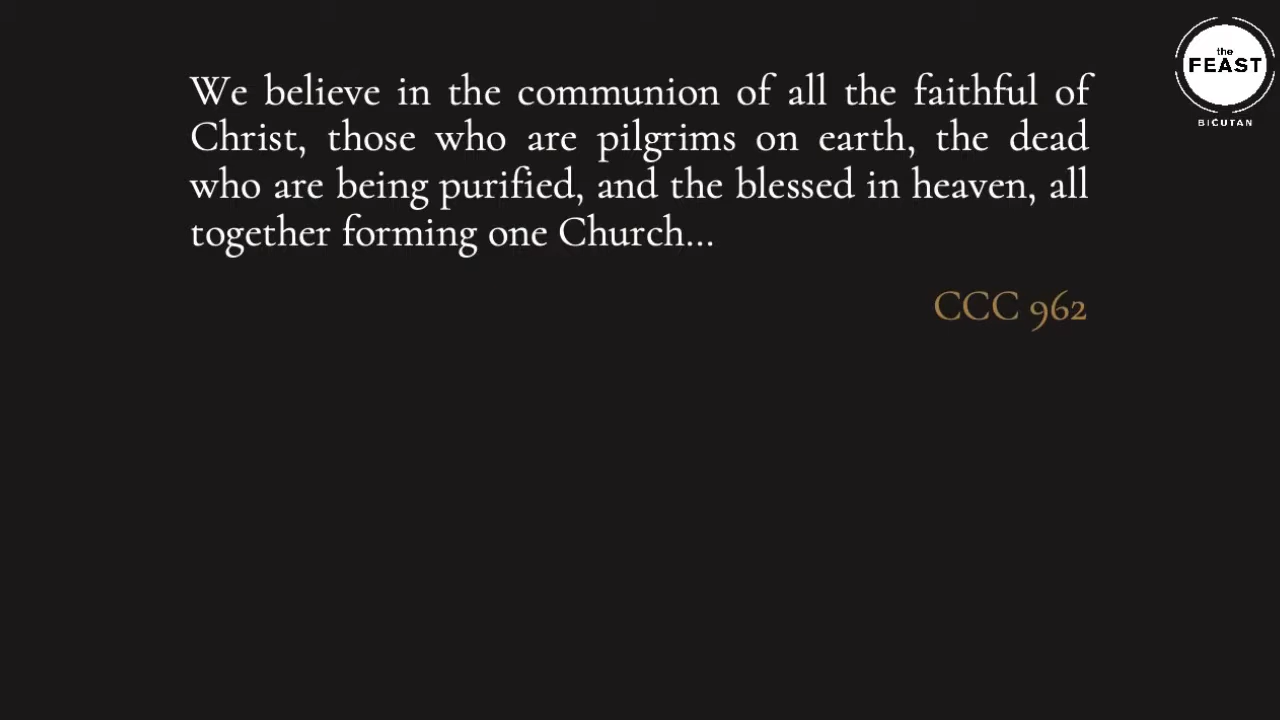 the
FEAST
BICUTAN
We believe in the communion of all the faithful of
Christ, those who are pilgrims on earth, the dead
who are being purified, and the blessed in heaven, all
together forming one Church...
CCC 962